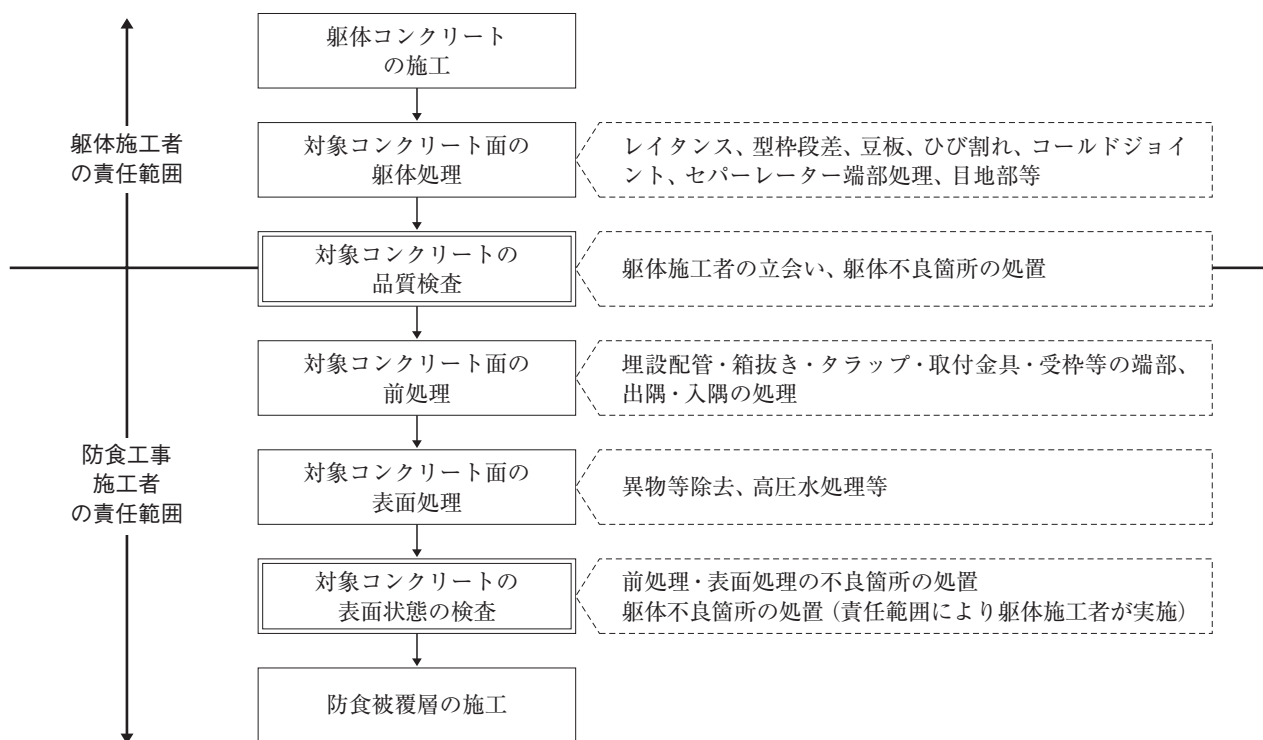 躯体コンクリート
の施工
躯体施工者
の責任範囲
対象コンクリート面の
躯体処理
レイタンス、型枠段差、豆板、ひび割れ、コールドジョイ
ント、セパーレーター端部処理、目地部等
対象コンクリートの
品質検査
躯体施工者の立会い、躯体不良箇所の処置
対象コンクリート面の
前処理
埋設配管・箱抜き・タラップ・取付金具・受枠等の端部、
出隅・入隅の処理
防食工事
施工者
の責任範囲
対象コンクリート面の
表面処理
異物等除去、高圧水処理等
対象コンクリートの
表面状態の検査
前処理・表面処理の不良箇所の処置
躯体不良箇所の処置（責任範囲により躯体施工者が実施）
防食被覆層の施工